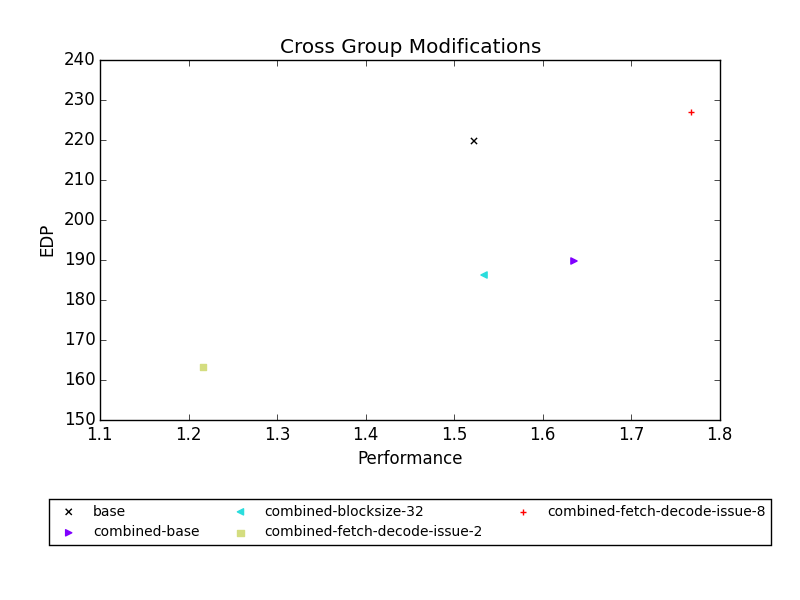 Cross Group Modifications
EDP
240
230
220
210
200
190
180
170
160
150
1.1 1.2 1.3 1.4 1.5 1.6 1.7 1.8
Performance
base combined-blocksize-32 combined-fetch-decode-issue-8
combined-base combined-fetch-decode-issue-2